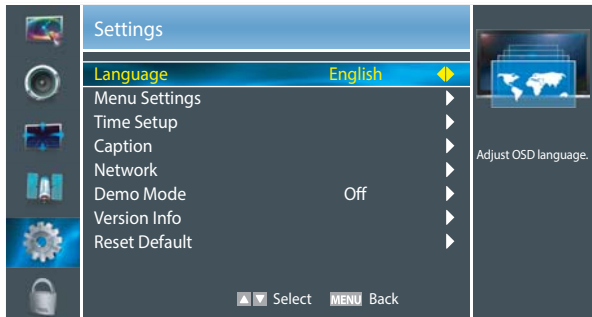 Settings
Language English
Menu Settings
Time Setup
Caption
Network
Demo Mode Off
Version Info
Reset Default
Select MENU Back
Adjust OSD language.